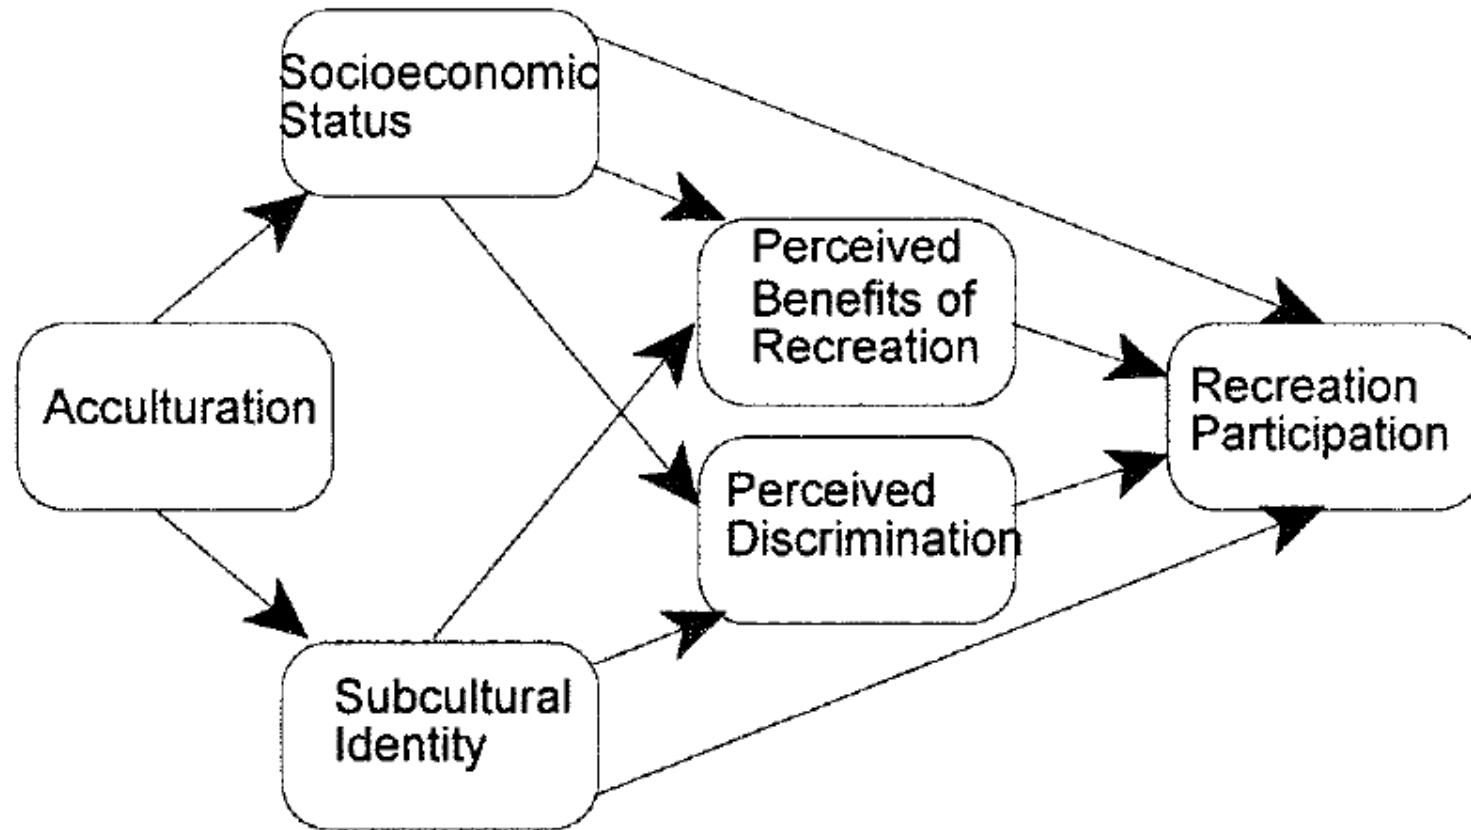 Socioeconomic
Status
Perceived
Benefits of
Recreation
Acculturation
Recreation
Participation
Perceived
Discrimination
Subcultural
Identity